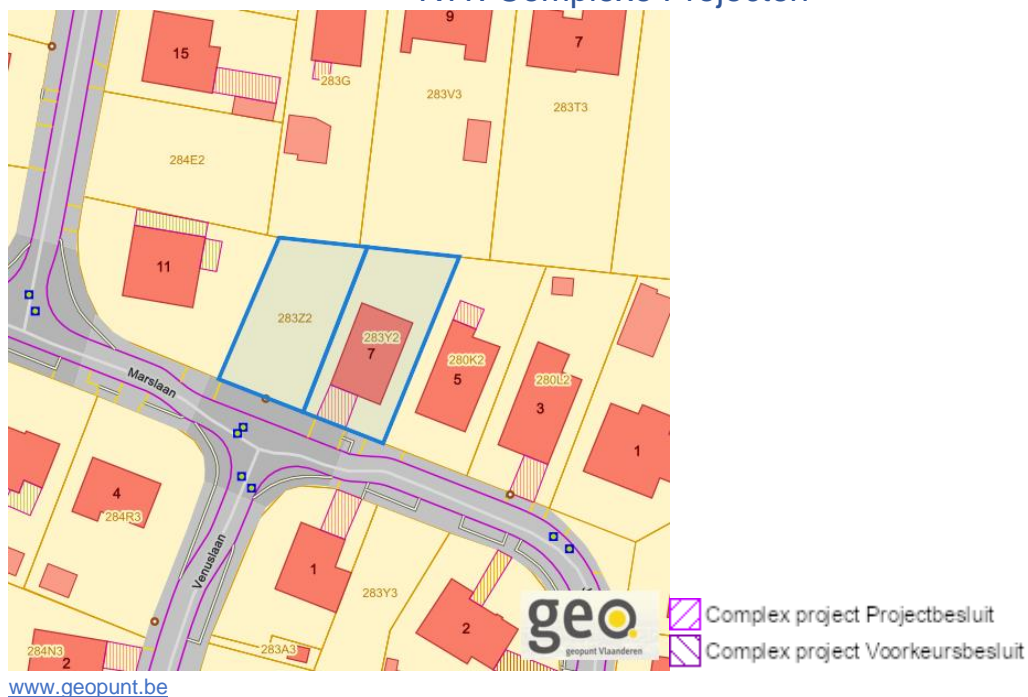 9
7
15
283G
283V3
283T3
284E2
11
283Z2
283Y2
7
280K2
5
280L2
3
1
Marslaan
4
284R3
Venuslaan
1
283Y3
2
284N3
2
283A3
geo
geopunt Vlaanderen
Complex project Projectbesluit
Complex project Voorkeursbesluit
www.geopunt.be